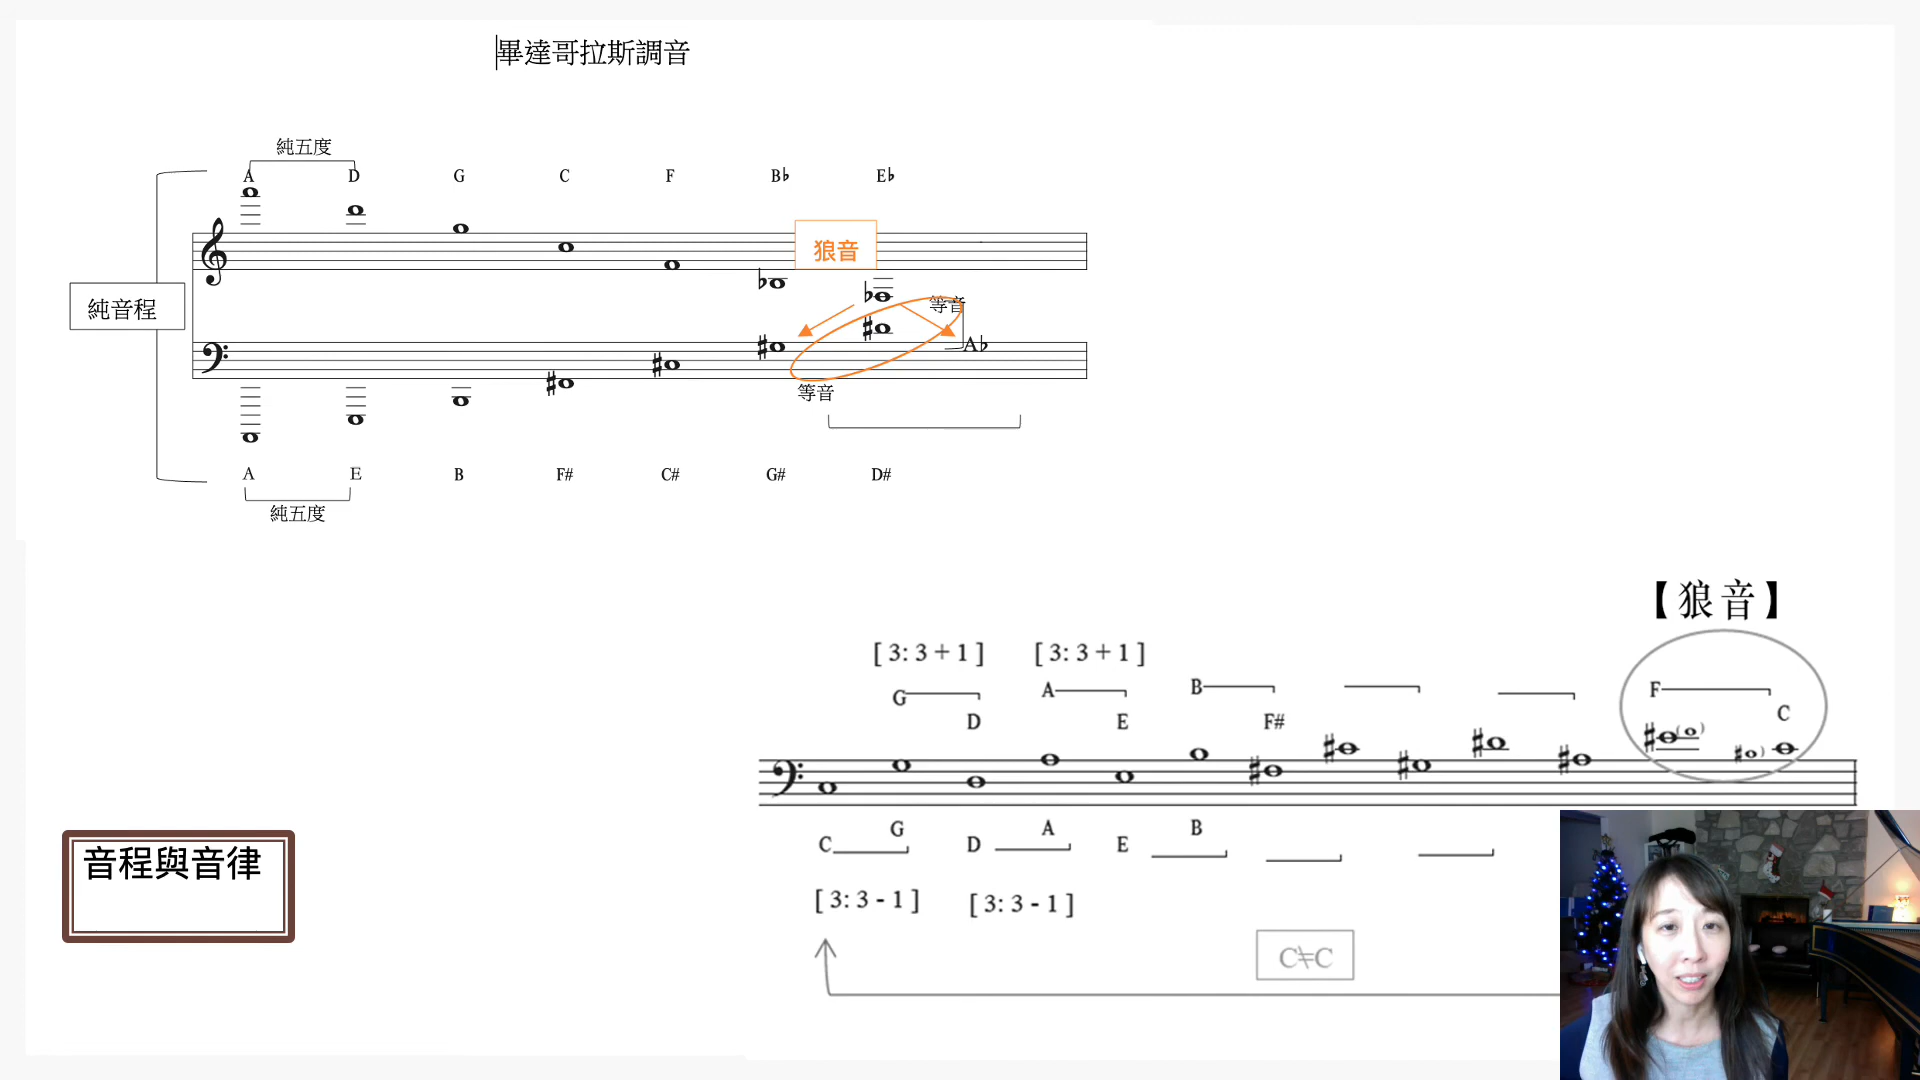 畢達哥拉斯調音
純五度
A D G C F B♭ E♭
狼音
純音程
等音
A♭
等音
A E B F# C# G# D#
純五度
【狼音】
[ 3: 3 + 1 ] [ 3: 3 + 1 ]
G A B F
D E F# C
C G D A E B
[ 3: 3 - 1 ] [ 3: 3 - 1 ]
C≠C
音程與音律